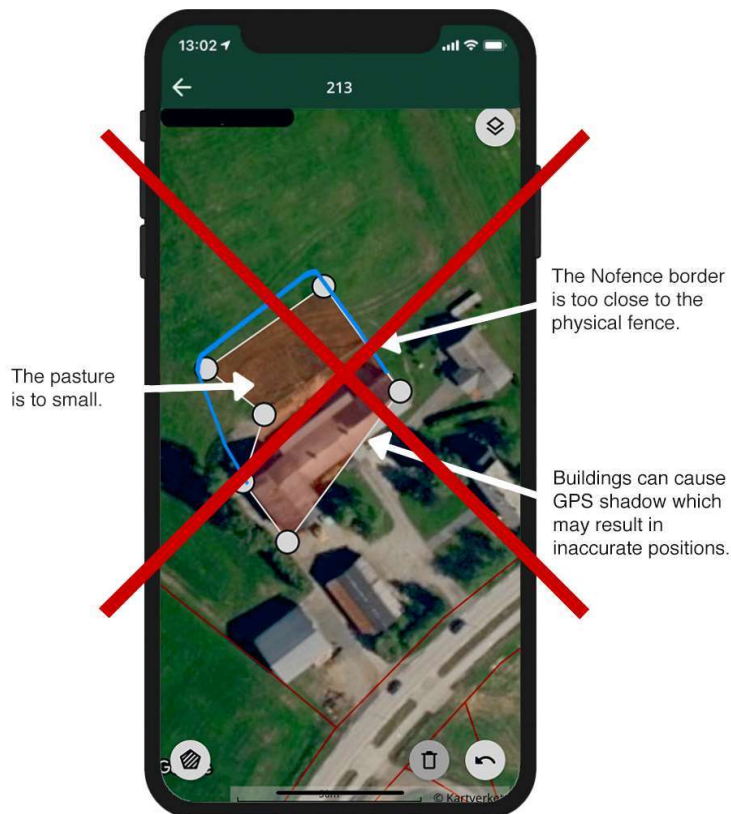 13:02
213
The Nofence border
is too close to the
physical fence.
The pasture
is to small.
Buildings can cause
GPS shadow which
may result in
inaccurate positions.
© Kartverke